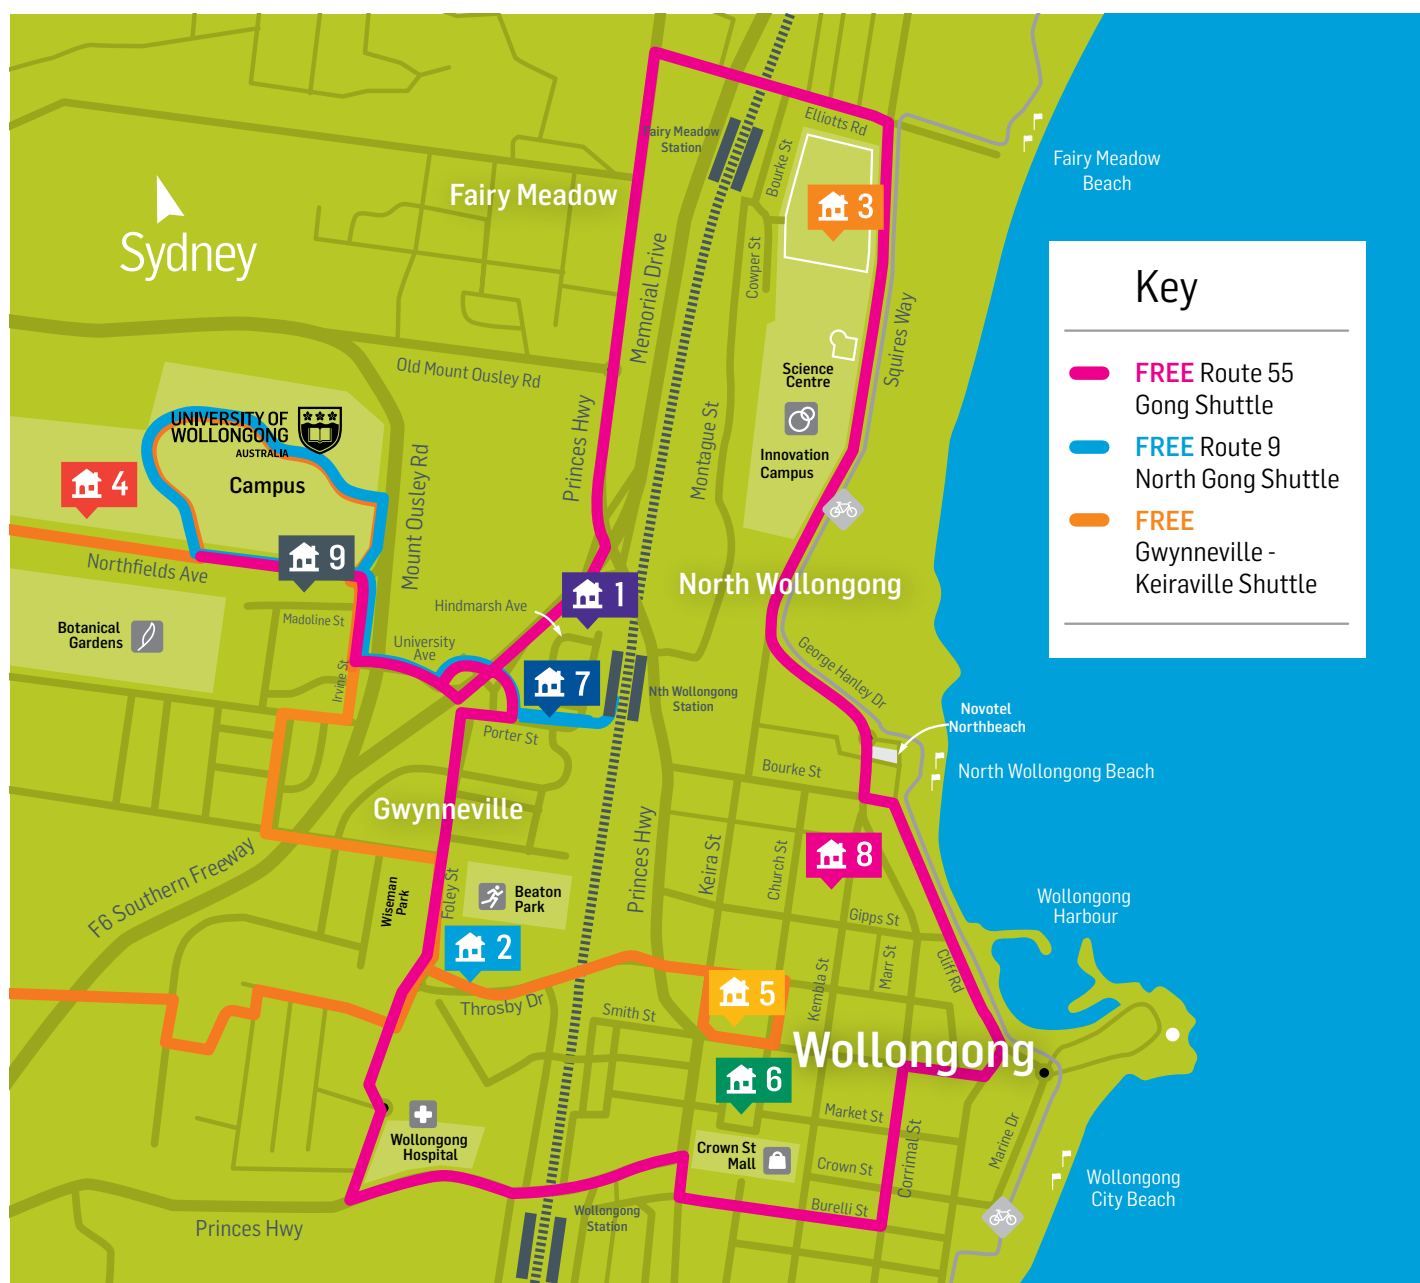 Elliotts Rd
Fairy Meadow
Station
Bourke St
Fairy Meadow
Beach
Fairy Meadow
3
Sydney
Cowper St
Memorial Drive
Key
FREE Route 55
Gong Shuttle
FREE Route 9
North Gong Shuttle
FREE
Gwynneville -
Keiraville Shuttle
Squires Way
Old Mount Ousley Rd
Science
Centre
Princes Hwy
Montague St
UNIVERSITY OF
WOLLONGONG
AUSTRALIA
Campus
Innovation
Campus
4
Mount Ousley Rd
9
Northfields Ave
1
North Wollongong
Hindmarsh Ave
Madoline St
Botanical
Gardens
University
Ave
Irvine St
George Hanley Dr
7
Nth Wollongong
Station
Novotel
Northbeach
Porter St
Bourke St
North Wollongong Beach
Gwynneville
Princes Hwy
Keira St
Church St
8
F6 Southern Freeway
Wiseman
Park
Foley St
Beaton
Park
Wollongong
Harbour
Gipps St
2
Marr St
Cliff Rd
Kembla St
5
Throsby Dr
Smith St
Wollongong
6
Market St
Wollongong
Hospital
Crown St
Mall
Crown St
Corrimal St
Marine Dr
Wollongong
City Beach
Burelli St
Wollongong
Station
Princes Hwy